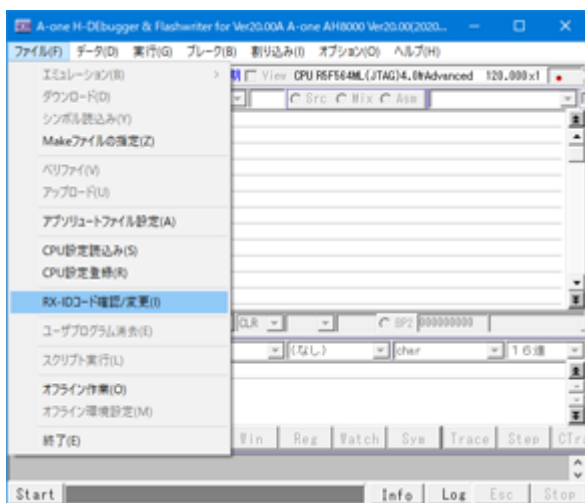 A-one H-DEbugger & Flashwriter for Ver20.00A A-one AH8000 Ver20.00(2020...
ファイル(F) データ(D) 実行(G) ブレーク(B) 割り込み(I) オプション(O) ヘルプ(H)
エミュレーション(B)
View CPU R5F564ML(JTAG)4.0WAdvanced 120.000x1
ダウンロード(D)
Src Mix Asm
シンボル読込み(Y)
Makeファイルの指定(Z)
ベリファイ(V)
アップロード(U)
アブソリュートファイル設定(A)
CPU設定読込み(S)
CPU設定登録(R)
RX-IDコード確認/変更(I)
ユーザプログラム消去(E)
CLR BP2 000000000
スクリプト実行(L)
(なし) char 16進
オフライン作業(O)
オフライン環境設定(M)
終了(E)
Win Reg Watch Sym Trace Step CTr
Start Info Log Esc Stop